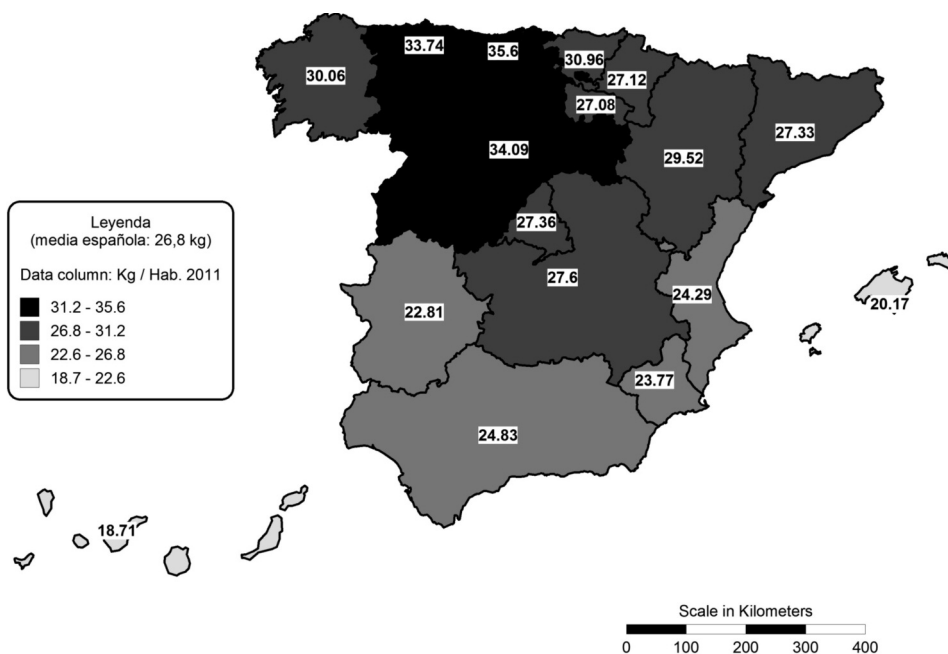 33.74
35.6
30.96
30.06
27.12
27.08
27.33
34.09
29.52
27.36
27.6
24.29
20.17
22.81
23.77
24.83
18.71
Leyenda
(media española: 26,8 kg)
Data column: Kg / Hab. 2011
31.2 - 35.6
26.8 - 31.2
22.6 - 26.8
18.7 - 22.6
Scale in Kilometers
0 100 200 300 400